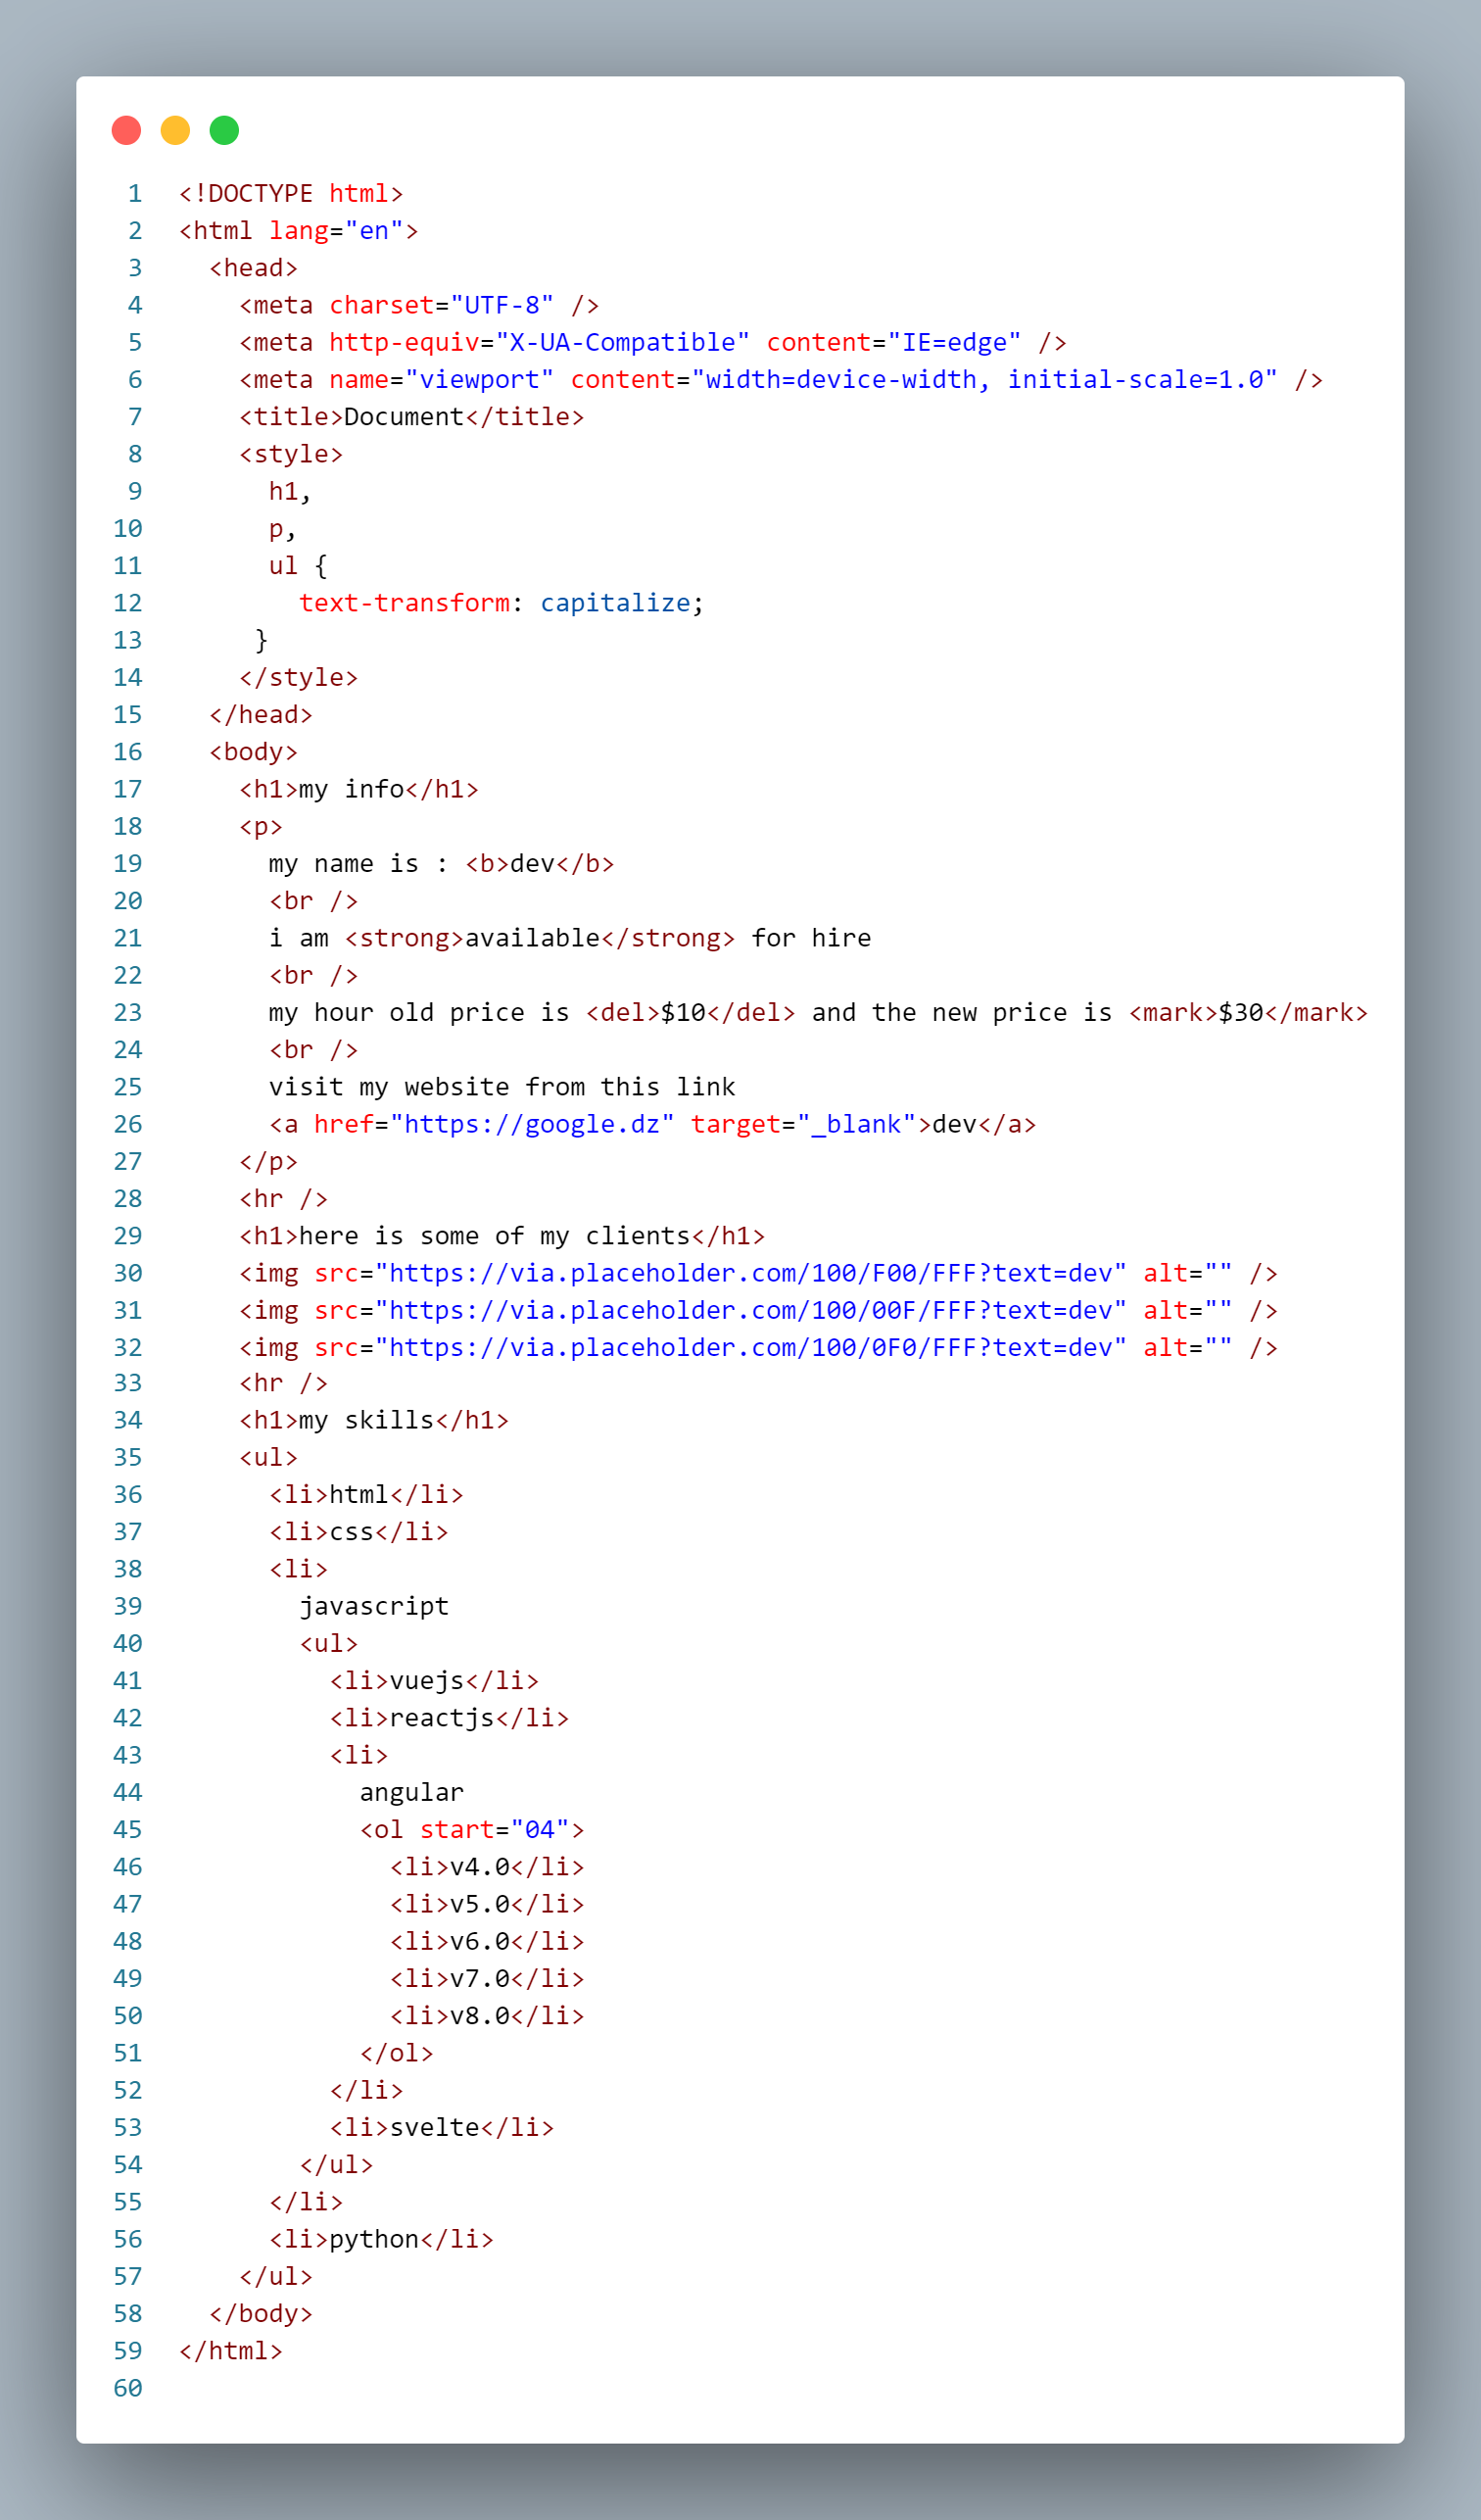 1 <!DOCTYPE html>
2 <html lang="en">
3   <head>
4     <meta charset="UTF-8" />
5     <meta http-equiv="X-UA-Compatible" content="IE=edge" />
6     <meta name="viewport" content="width=device-width, initial-scale=1.0" />
7     <title>Document</title>
8     <style>
9       h1,
10       p,
11       ul {
12         text-transform: capitalize;
13      }
14     </style>
15   </head>
16   <body>
17     <h1>my info</h1>
18     <p>
19       my name is : <b>dev</b>
20       <br />
21       i am <strong>available</strong> for hire
22       <br />
23       my hour old price is <del>$10</del> and the new price is <mark>$30</mark>
24       <br />
25       visit my website from this link
26       <a href="https://google.dz" target="_blank">dev</a>
27     </p>
28     <hr />
29     <h1>here is some of my clients</h1>
30     <img src="https://via.placeholder.com/100/F00/FFF?text=dev" alt="" />
31     <img src="https://via.placeholder.com/100/00F/FFF?text=dev" alt="" />
32     <img src="https://via.placeholder.com/100/0F0/FFF?text=dev" alt="" />
33     <hr />
34     <h1>my skills</h1>
35     <ul>
36       <li>html</li>
37       <li>css</li>
38       <li>
39         javascript
40         <ul>
41           <li>vuejs</li>
42           <li>reactjs</li>
43           <li>
44             angular
45             <ol start="04">
46               <li>v4.0</li>
47               <li>v5.0</li>
48               <li>v6.0</li>
49               <li>v7.0</li>
50               <li>v8.0</li>
51             </ol>
52           </li>
53           <li>svelte</li>
54         </ul>
55       </li>
56       <li>python</li>
57     </ul>
58   </body>
59 </html>
60